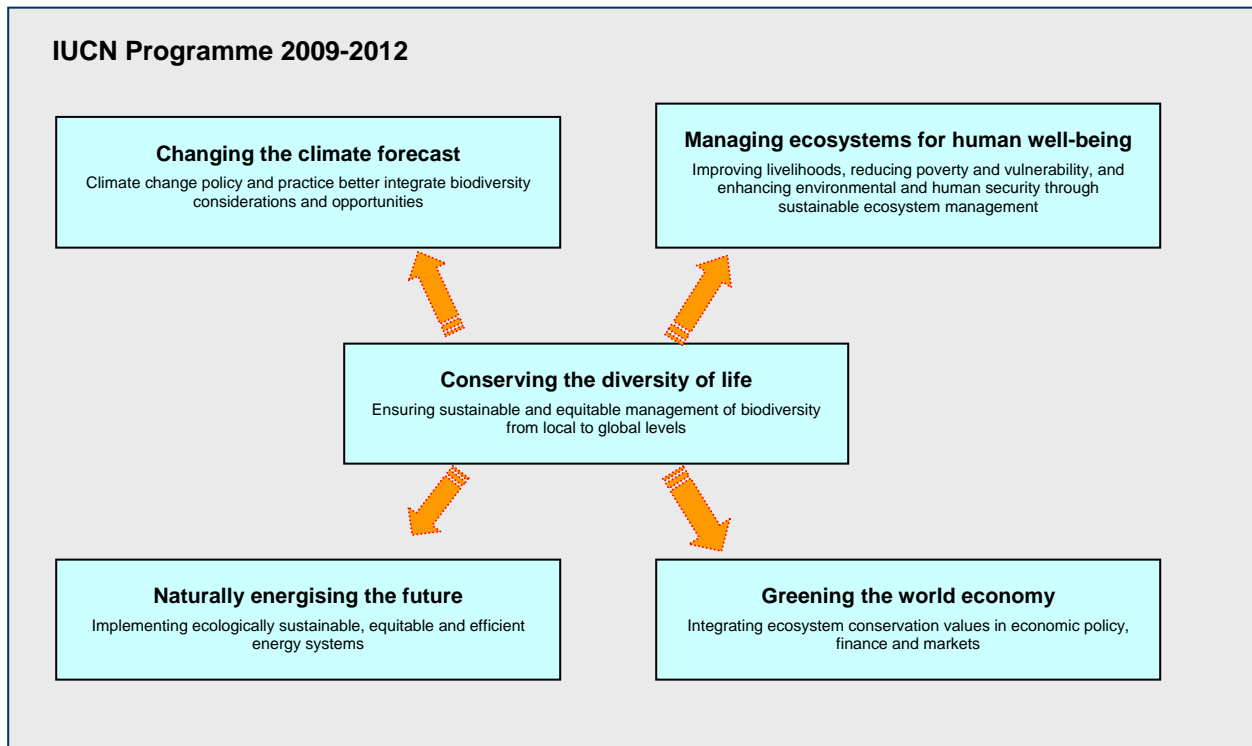 IUCN Programme 2009-2012
Changing the climate forecast
Climate change policy and practice better integrate biodiversity
considerations and opportunities
Managing ecosystems for human well-being
Improving livelihoods, reducing poverty and vulnerability, and
enhancing environmental and human security through
sustainable ecosystem management
Conserving the diversity of life
Ensuring sustainable and equitable management of biodiversity
from local to global levels
Naturally energising the future
Implementing ecologically sustainable, equitable and efficient
energy systems
Greening the world economy
Integrating ecosystem conservation values in economic policy,
finance and markets